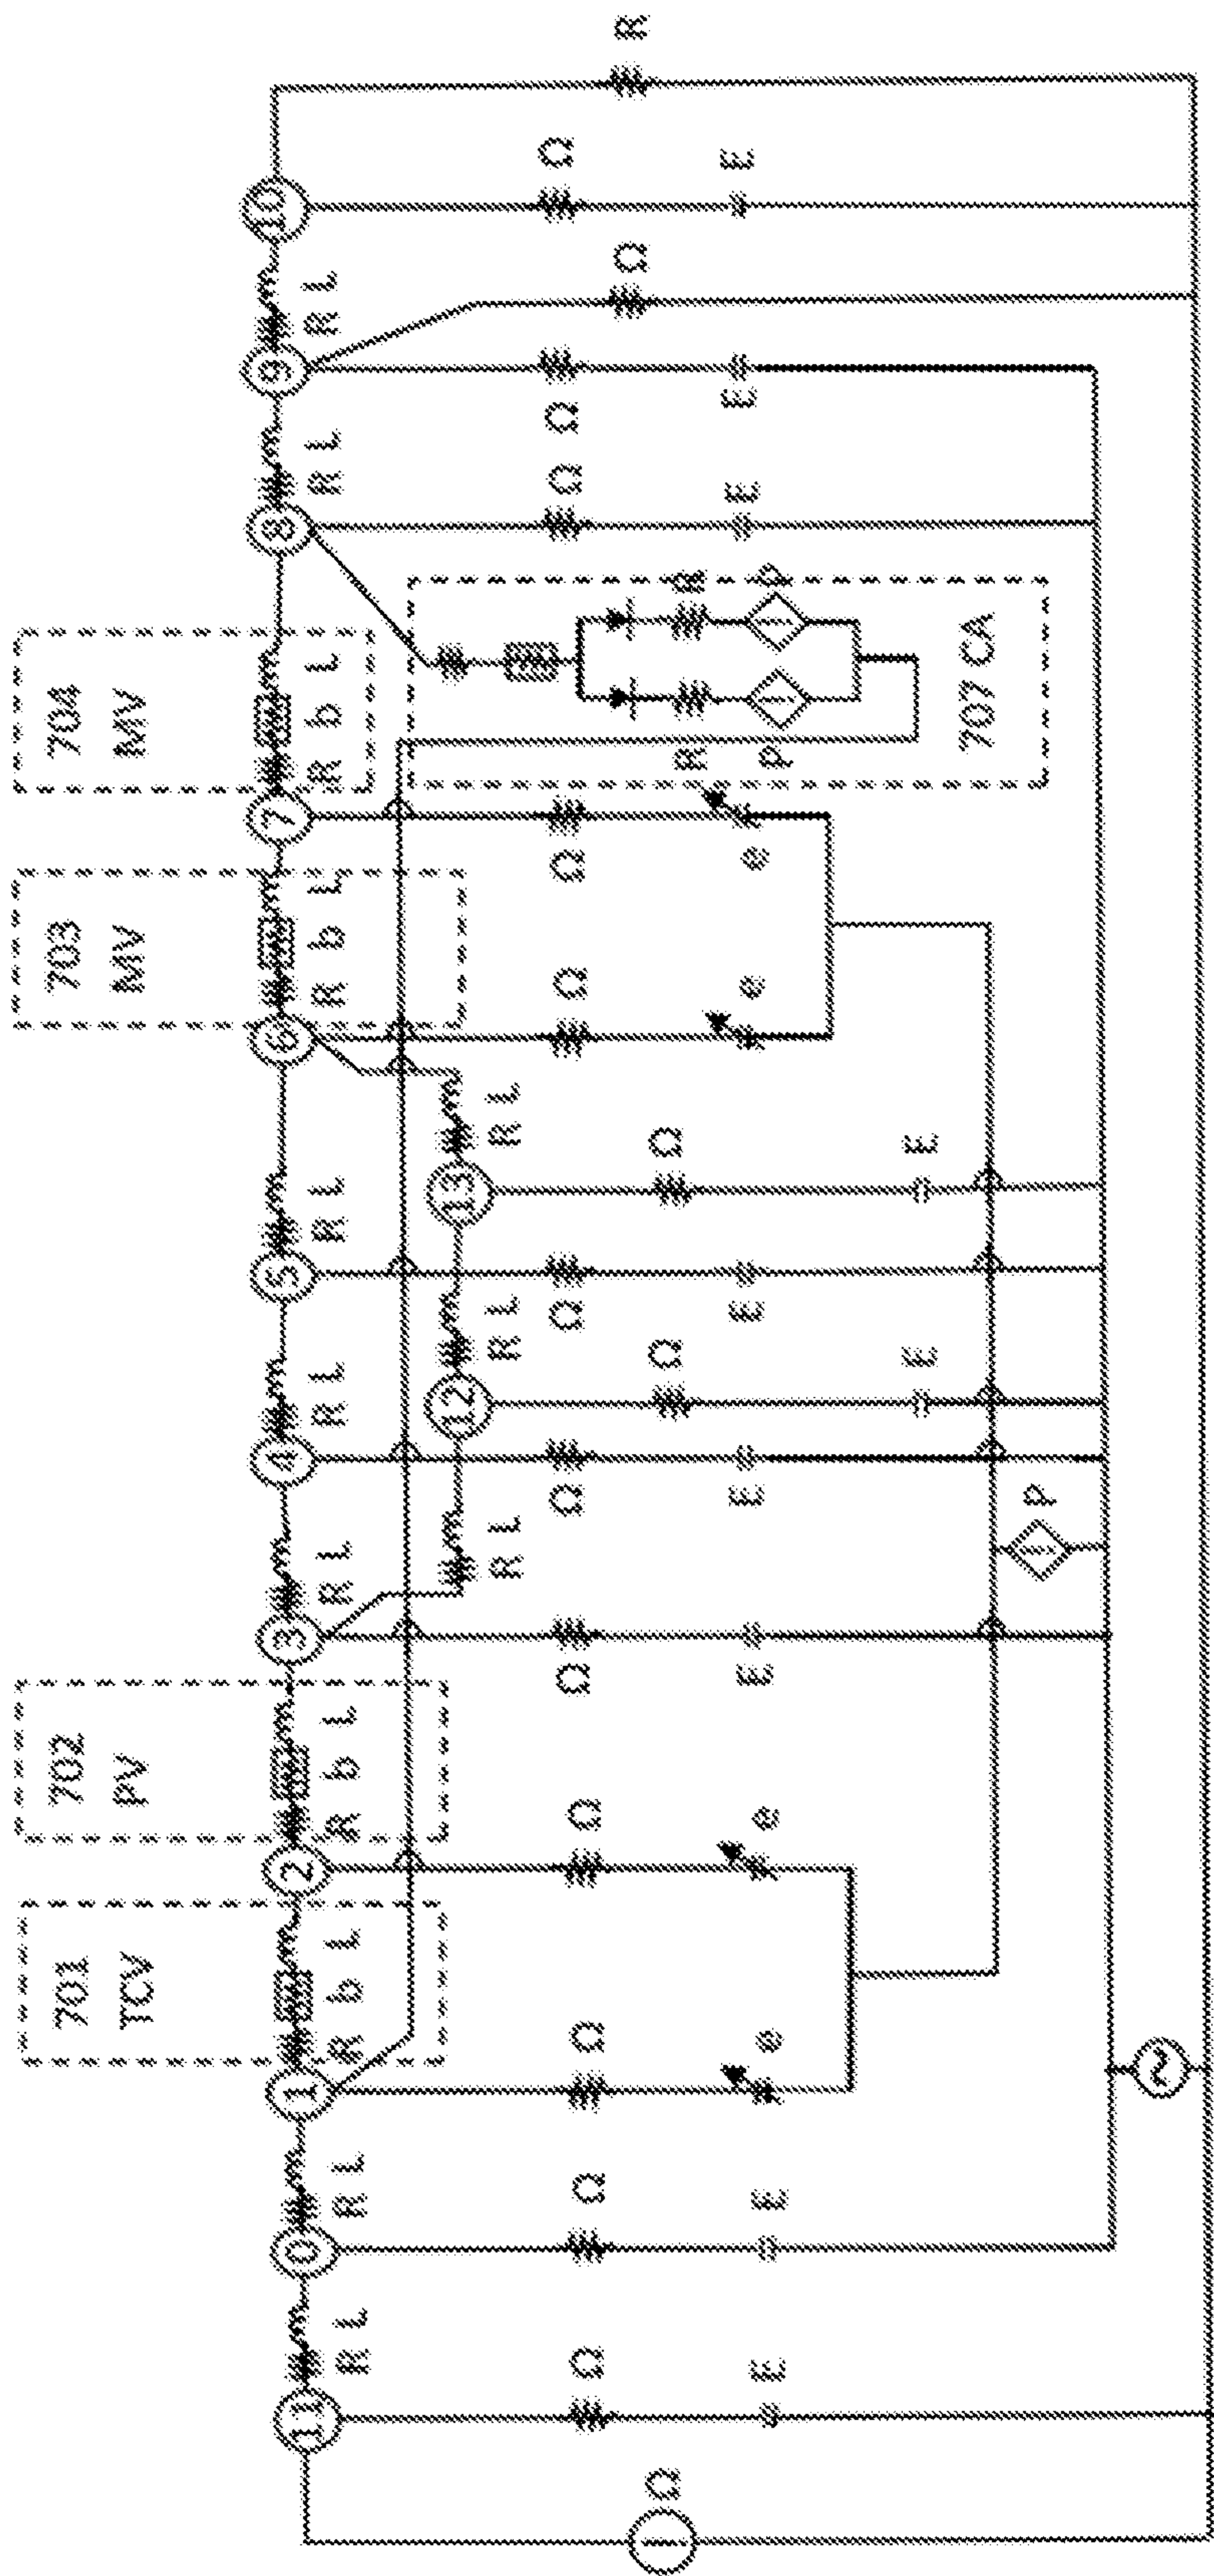 701 702 703 704
TCV PV MV MV
11 0 1 2 3 4 5 6 7 8 9 10
R L R L R b L R b L R L R L R L R b L R b L R L R L
12 13
R L R L R L
Ω Ω Ω Ω Ω Ω Ω Ω Ω Ω Ω Ω
Ω Ω Ω R R Ω R
E E e e E E E e e p p E E E
E E
707 CA
p